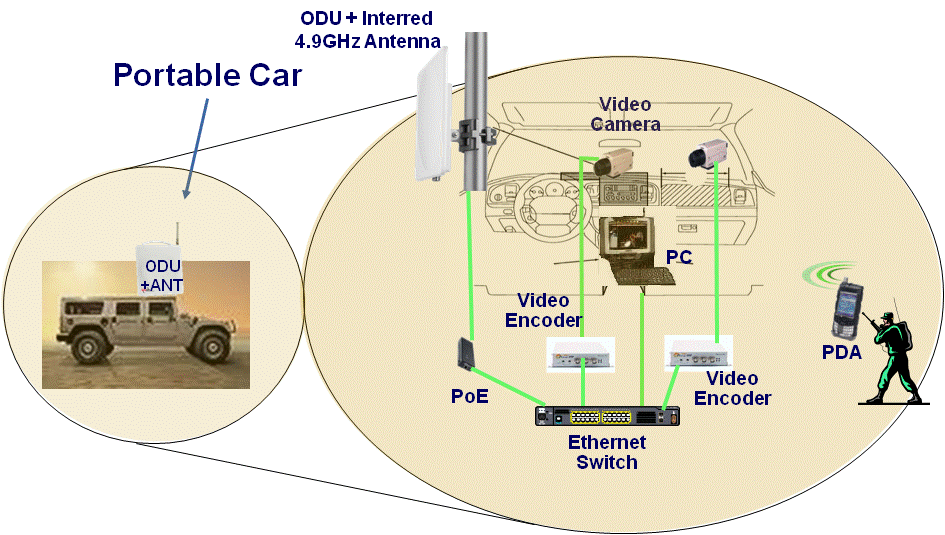 ODU + Interred
4.9GHz Antenna
Portable Car
Video
Camera
ODU
+ANT
PC
Video
Encoder
PDA
PoE
Video
Encoder
Ethernet
Switch